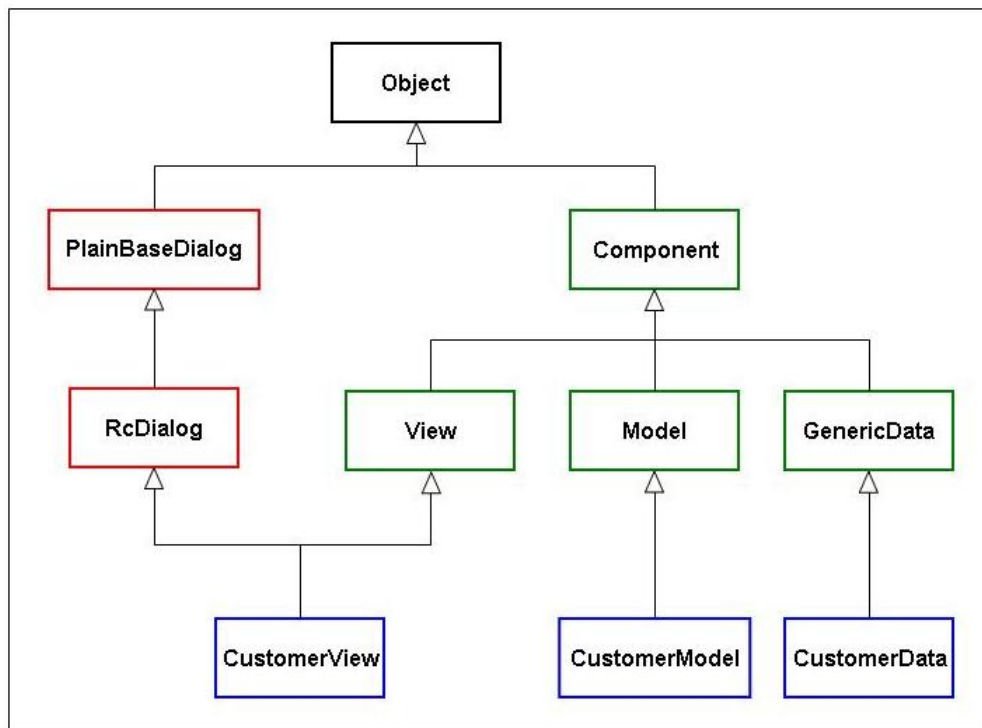 Object
PlainBaseDialog
Component
RcDialog
View
Model
GenericData
CustomerView
CustomerModel
CustomerData